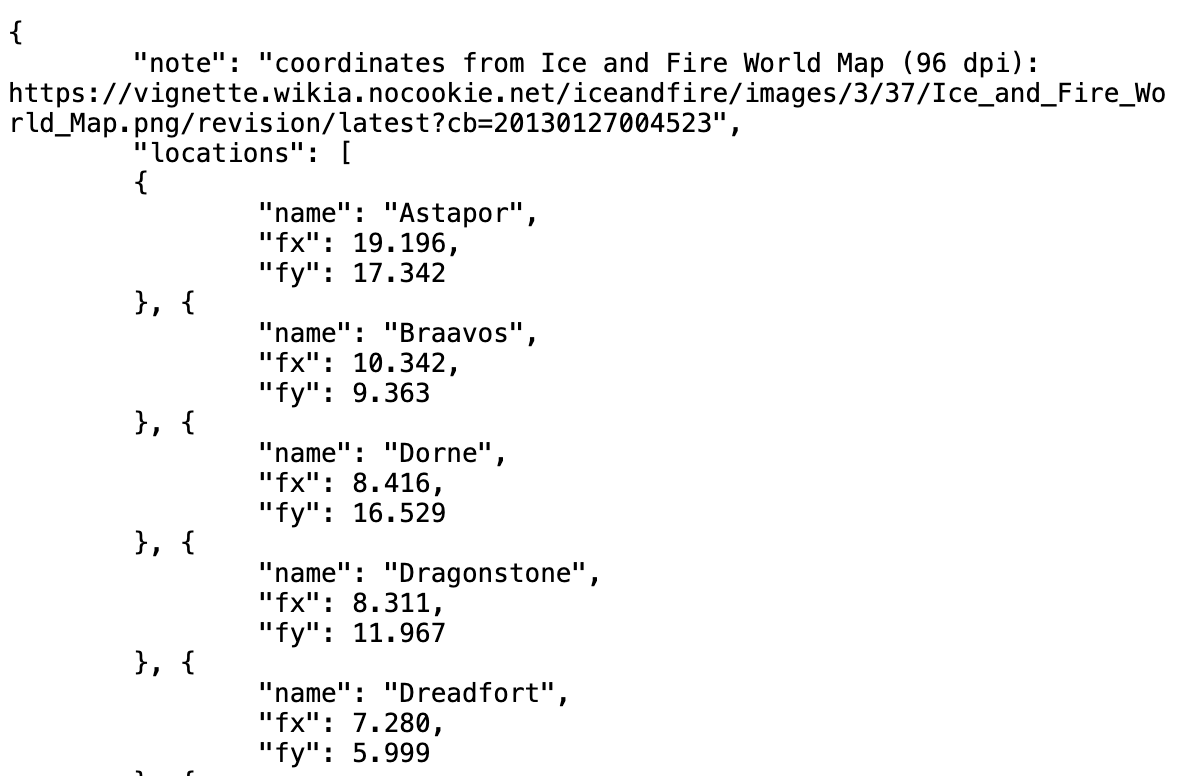 {
"note": "coordinates from Ice and Fire World Map (96 dpi):
https://vignette.wikia.nocookie.net/iceandfire/images/3/37/Ice_and_Fire_Wo
rld_Map.png/revision/latest?cb=20130127004523",
"locations": [
{
"name": "Astapor",
"fx": 19.196,
"fy": 17.342
}, {
"name": "Braavos",
"fx": 10.342,
"fy": 9.363
}, {
"name": "Dorne",
"fx": 8.416,
"fy": 16.529
}, {
"name": "Dragonstone",
"fx": 8.311,
"fy": 11.967
}, {
"name": "Dreadfort",
"fx": 7.280,
"fy": 5.999
}, {